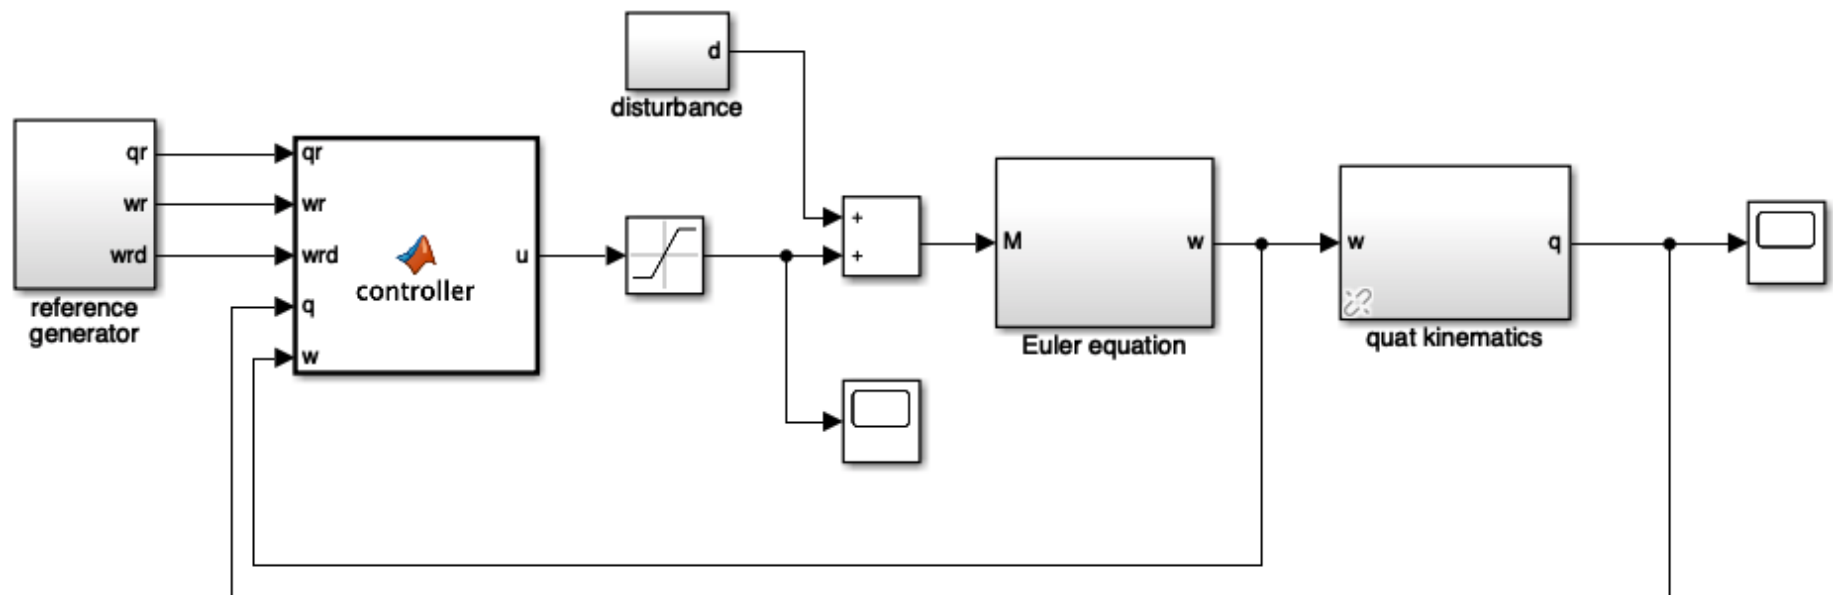 d
disturbance
qr
wr
wrd
reference
generator
qr
wr
wrd
q
w
u
controller
+
+
M
w
Euler equation
w
q
quat kinematics